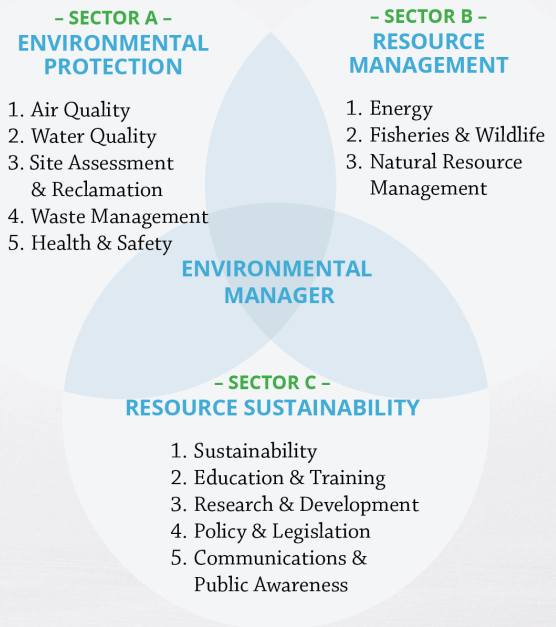 – SECTOR A –
ENVIRONMENTAL
PROTECTION
1. Air Quality
2. Water Quality
3. Site Assessment
& Reclamation
4. Waste Management
5. Health & Safety
– SECTOR B –
RESOURCE
MANAGEMENT
1. Energy
2. Fisheries & Wildlife
3. Natural Resource
Management
ENVIRONMENTAL
MANAGER
– SECTOR C –
RESOURCE SUSTAINABILITY
1. Sustainability
2. Education & Training
3. Research & Development
4. Policy & Legislation
5. Communications &
Public Awareness